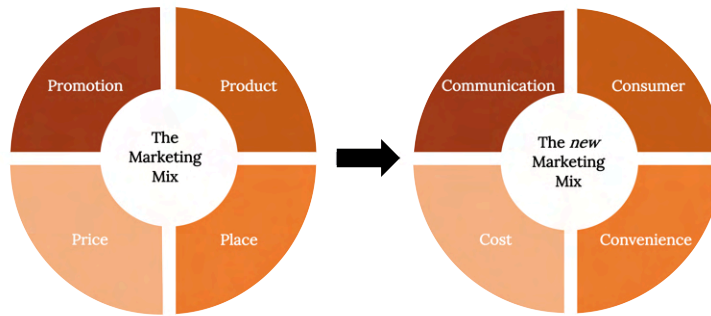 Promotion
Product
The
Marketing
Mix
Price
Place
Communication
Consumer
The new
Marketing
Mix
Cost
Convenience